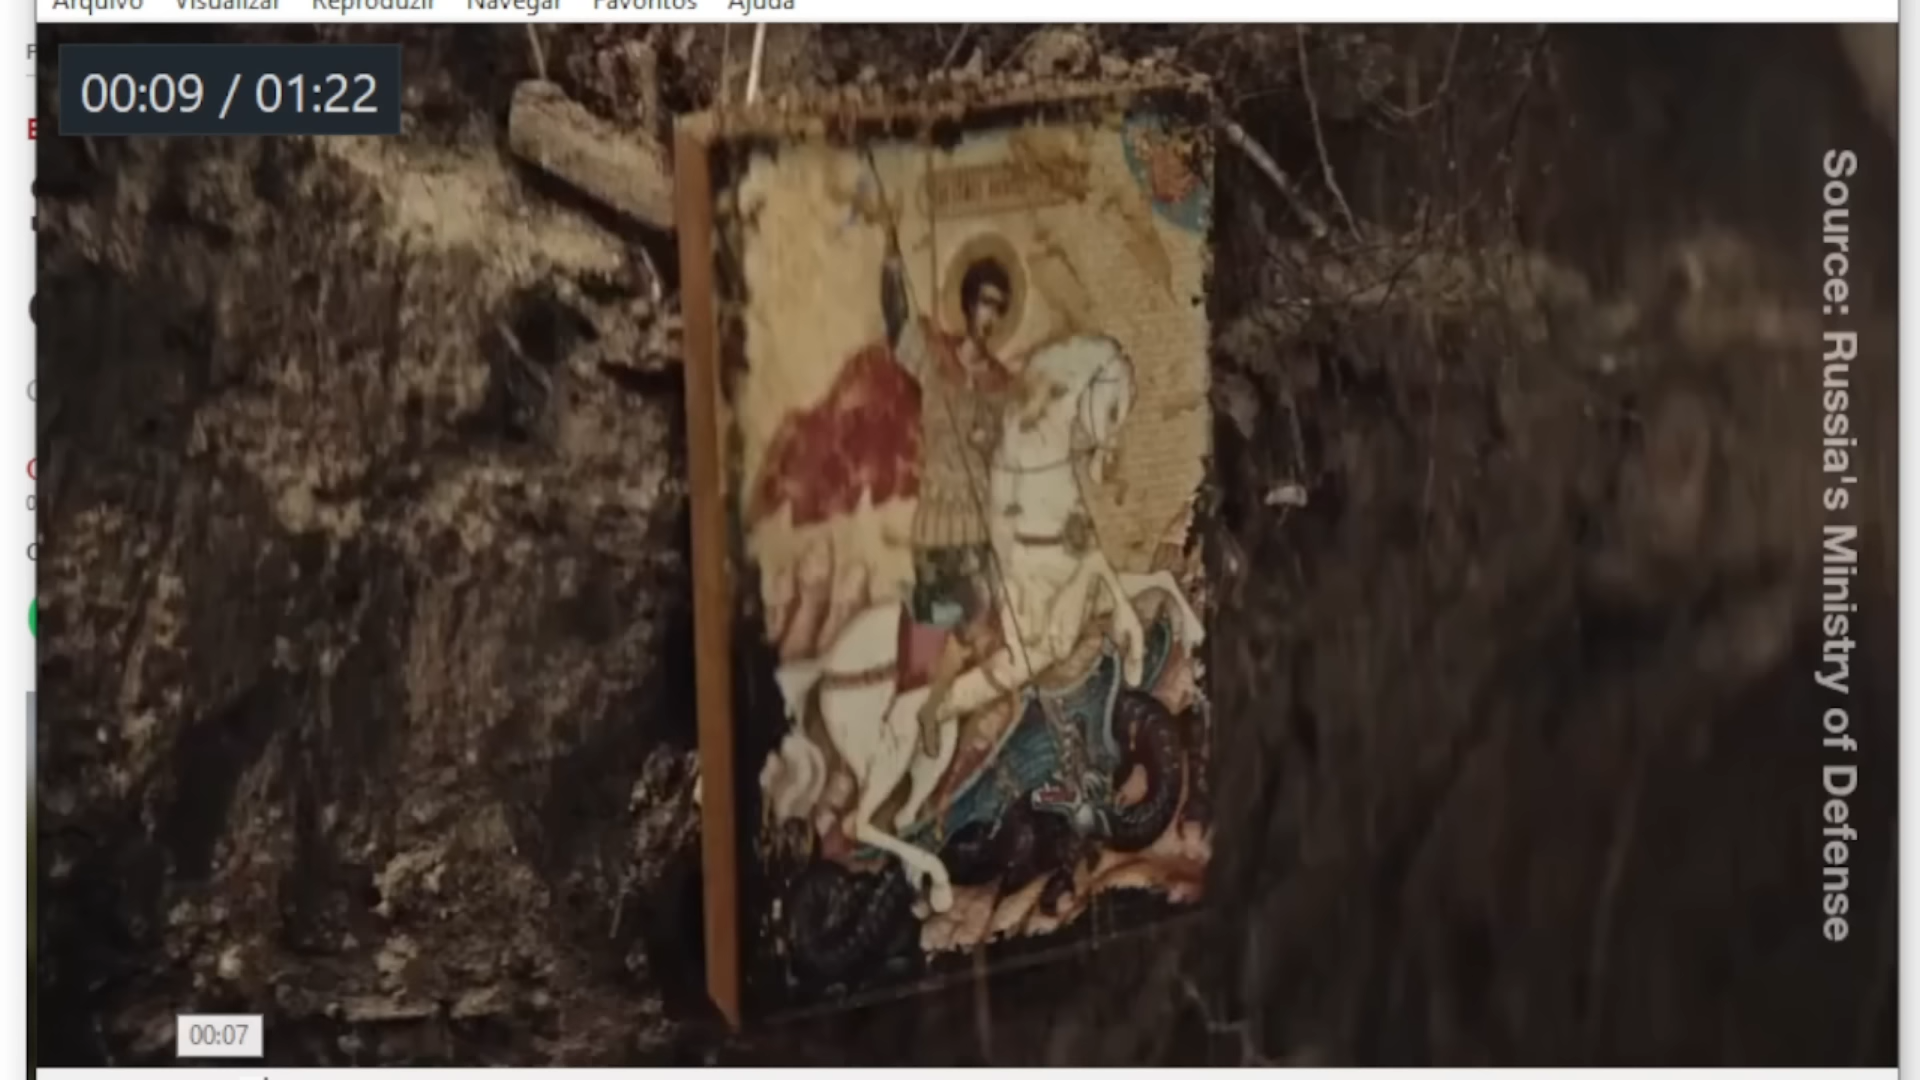 Arquivo Visualizar Reproduzir Navegar Favoritos Ajuda
00:09 / 01:22
Source: Russia's Ministry of Defense
00:07